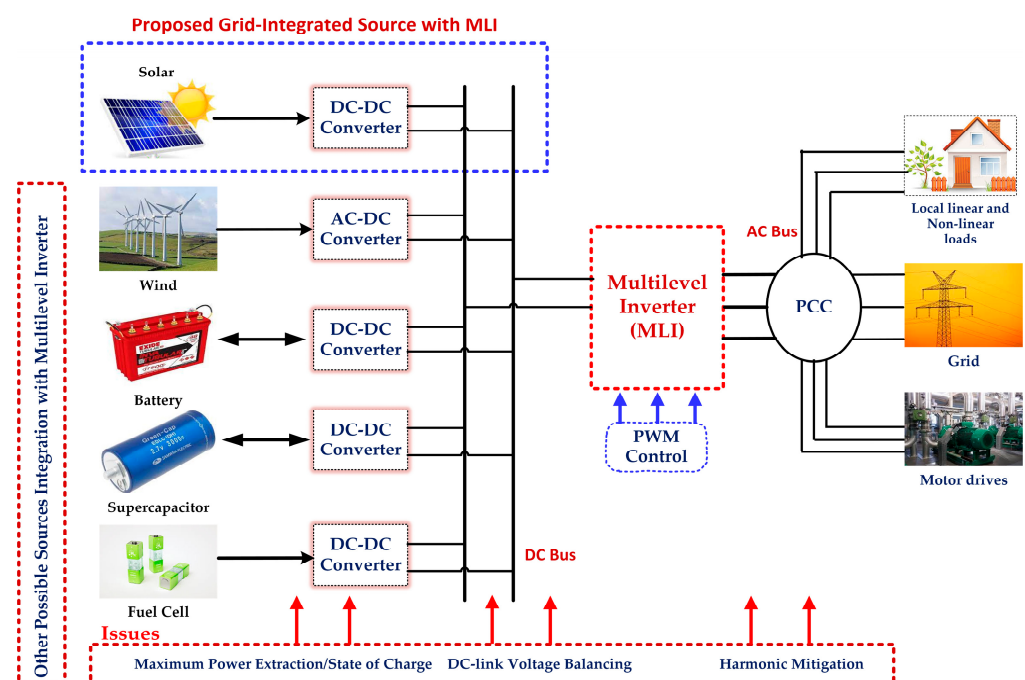 Proposed Grid-Integrated Source with MLI
Solar
DC-DC
Converter
Wind
AC-DC
Converter
EXIDE
Battery
DC-DC
Converter
Green-Cap
Supercapacitor
DC-DC
Converter
Fuel Cell
DC-DC
Converter
Other Possible Sources Integration with Multilevel Inverter
DC Bus
Multilevel
Inverter
(MLI)
PWM
Control
AC Bus
PCC
Local linear and
Non-linear
loads
Grid
Motor drives
Issues
Maximum Power Extraction/State of Charge
DC-link Voltage Balancing
Harmonic Mitigation